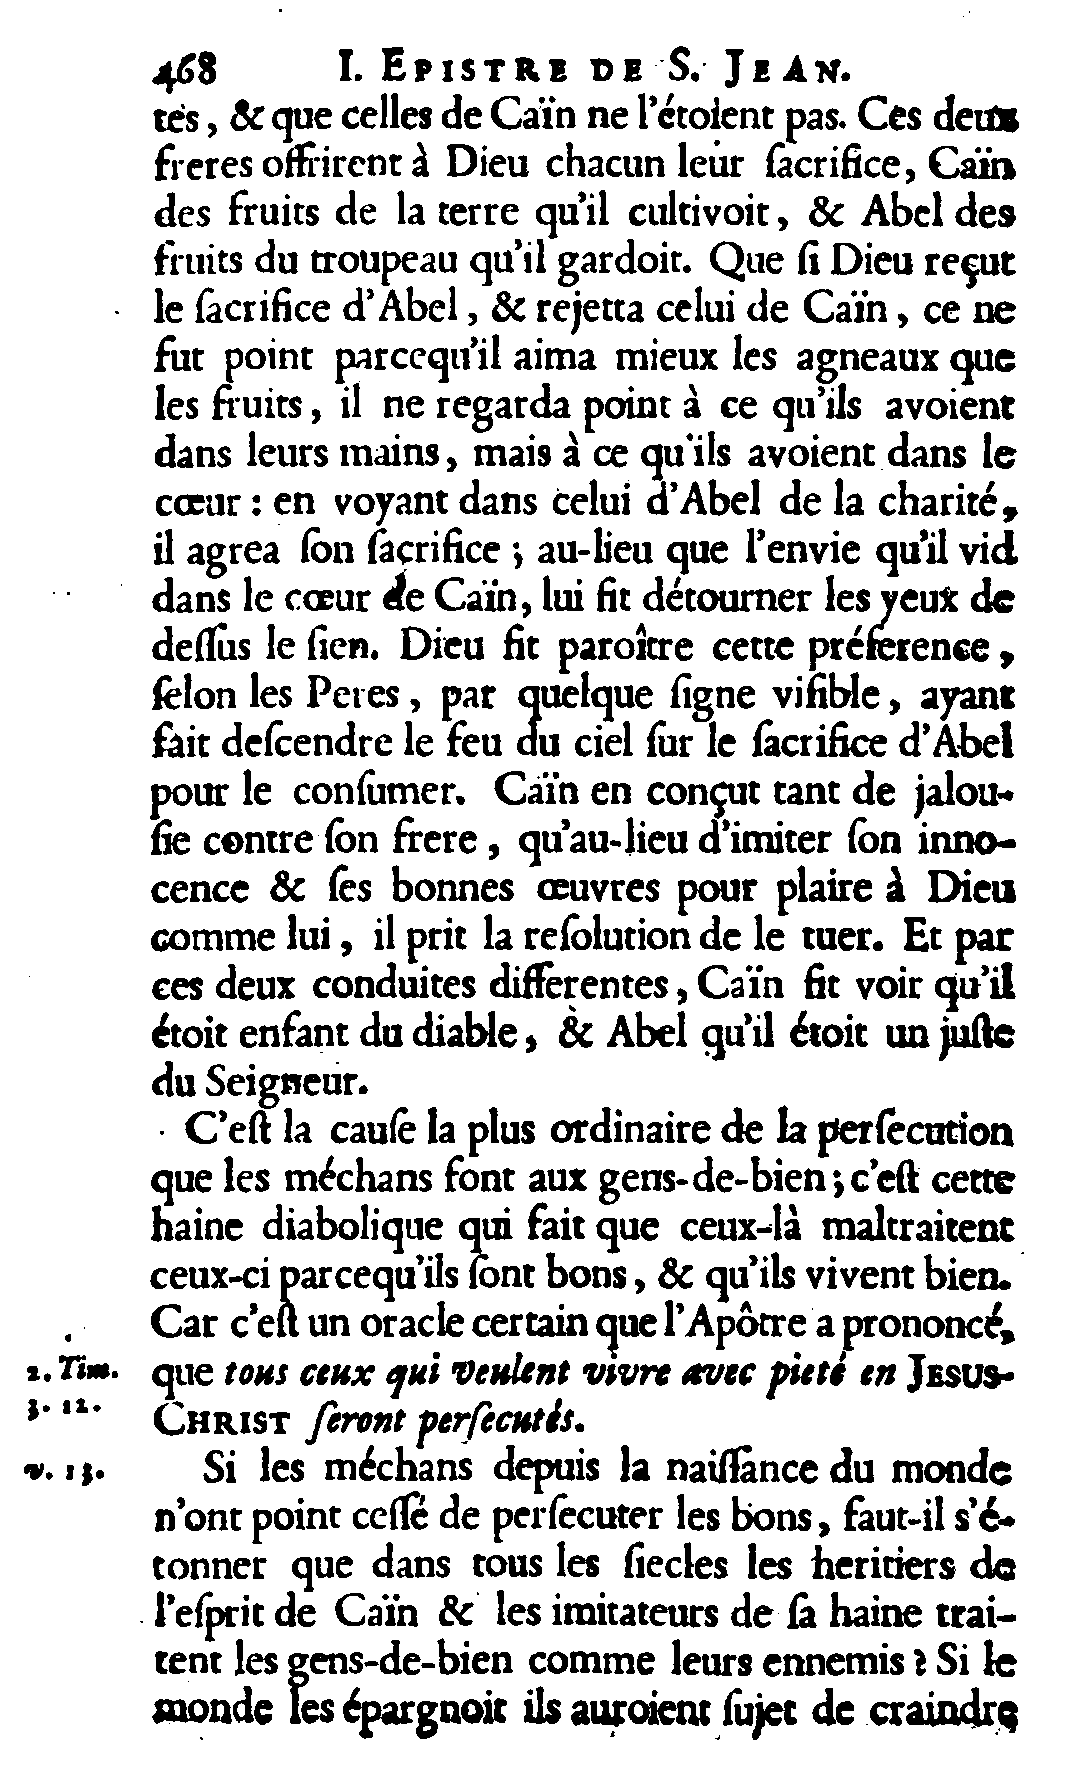 468 I. EPISTRE DE S. JEAN.
tés, & que celles de Caïn ne l'étoient pas. Ces deux
freres offrirent à Dieu chacun leur ſacrifice, Caïn
des fruits de la terre qu'il cultivoit, & Abel des
fruits du troupeau qu'il gardoit. Que ſi Dieu reçut
le ſacrifice d'Abel, & rejetta celui de Caïn, ce ne
fut point parcequ'il aima mieux les agneaux que
les fruits, il ne regarda point à ce qu'ils avoient
dans leurs mains, mais à ce qu'ils avoient dans le
cœur : en voyant dans celui d'Abel de la charité,
il agrea ſon ſacrifice ; au-lieu que l'envie qu'il vid
dans le cœur de Caïn, lui fit détourner les yeux de
deſſus le ſien. Dieu fit paroître cette préference,
ſelon les Peres, par quelque ſigne viſible, ayant
fait deſcendre le feu du ciel ſur le ſacrifice d'Abel
pour le conſumer. Caïn en conçut tant de jalou-
ſie contre ſon frere, qu'au-lieu d'imiter ſon inno-
cence & ſes bonnes œuvres pour plaire à Dieu
comme lui, il prit la reſolution de le tuer. Et par
ces deux conduites differentes, Caïn fit voir qu'il
étoit enfant du diable, & Abel qu'il étoit un juſte
du Seigneur.
C'eſt la cauſe la plus ordinaire de la perſecution
que les méchans font aux gens-de-bien ; c'eſt cette
haine diabolique qui fait que ceux-là maltraitent
ceux-ci parcequ'ils ſont bons, & qu'ils vivent bien.
Car c'eſt un oracle certain que l'Apôtre a prononcé,
2. Tim. que tous ceux qui veulent vivre avec pieté en JESUS-
3. 12. CHRIST ſeront perſecutés.
v. 13. Si les méchans depuis la naiſſance du monde
n'ont point ceſſé de perſecuter les bons, faut-il s'é-
tonner que dans tous les ſiecles les heritiers de
l'eſprit de Caïn & les imitateurs de ſa haine trai-
tent les gens-de-bien comme leurs ennemis ? Si le
monde les épargnoit ils auroient ſujet de craindre